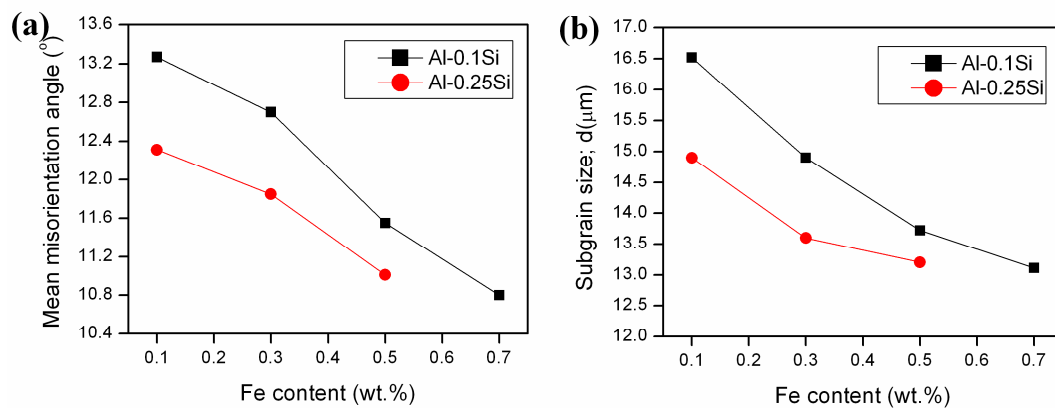 (a)
Mean misorientation angle (°)
13.6
13.2
12.8
12.4
12.0
11.6
11.2
10.8
10.4
Al-0.1Si
Al-0.25Si
0.1 0.2 0.3 0.4 0.5 0.6 0.7
Fe content (wt.%)
(b)
Subgrain size; d(μm)
17.0
16.5
16.0
15.5
15.0
14.5
14.0
13.5
13.0
12.5
12.0
Al-0.1Si
Al-0.25Si
0.1 0.2 0.3 0.4 0.5 0.6 0.7
Fe content (wt.%)